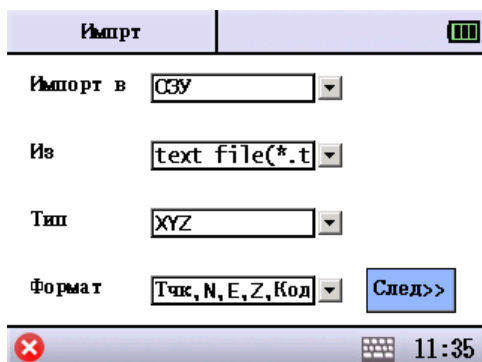 Импрт
Импорт в ОЗУ
Из text file(*.t
Тип XYZ
Формат Тчк,N,E,Z,Код След>>
11:35